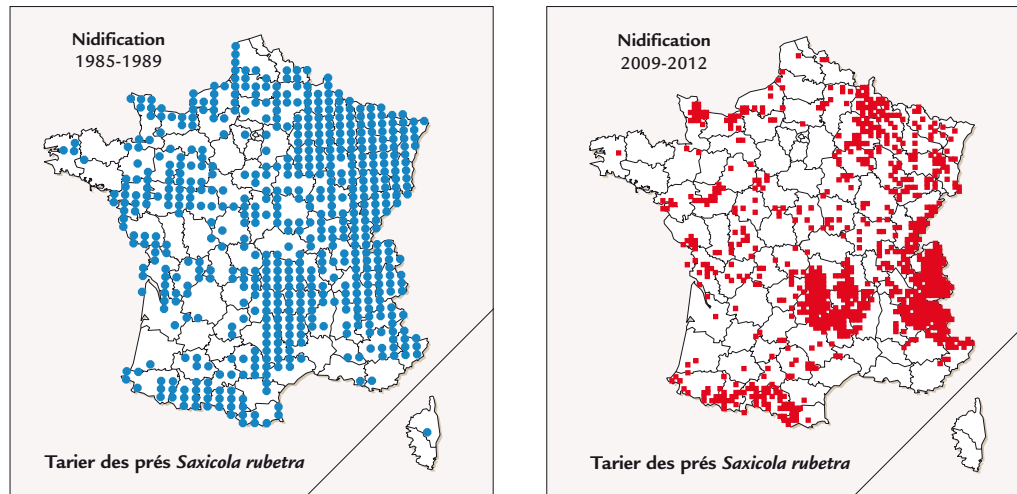 Nidification
1985-1989
Tarier des prés Saxicola rubetra
Nidification
2009-2012
Tarier des prés Saxicola rubetra